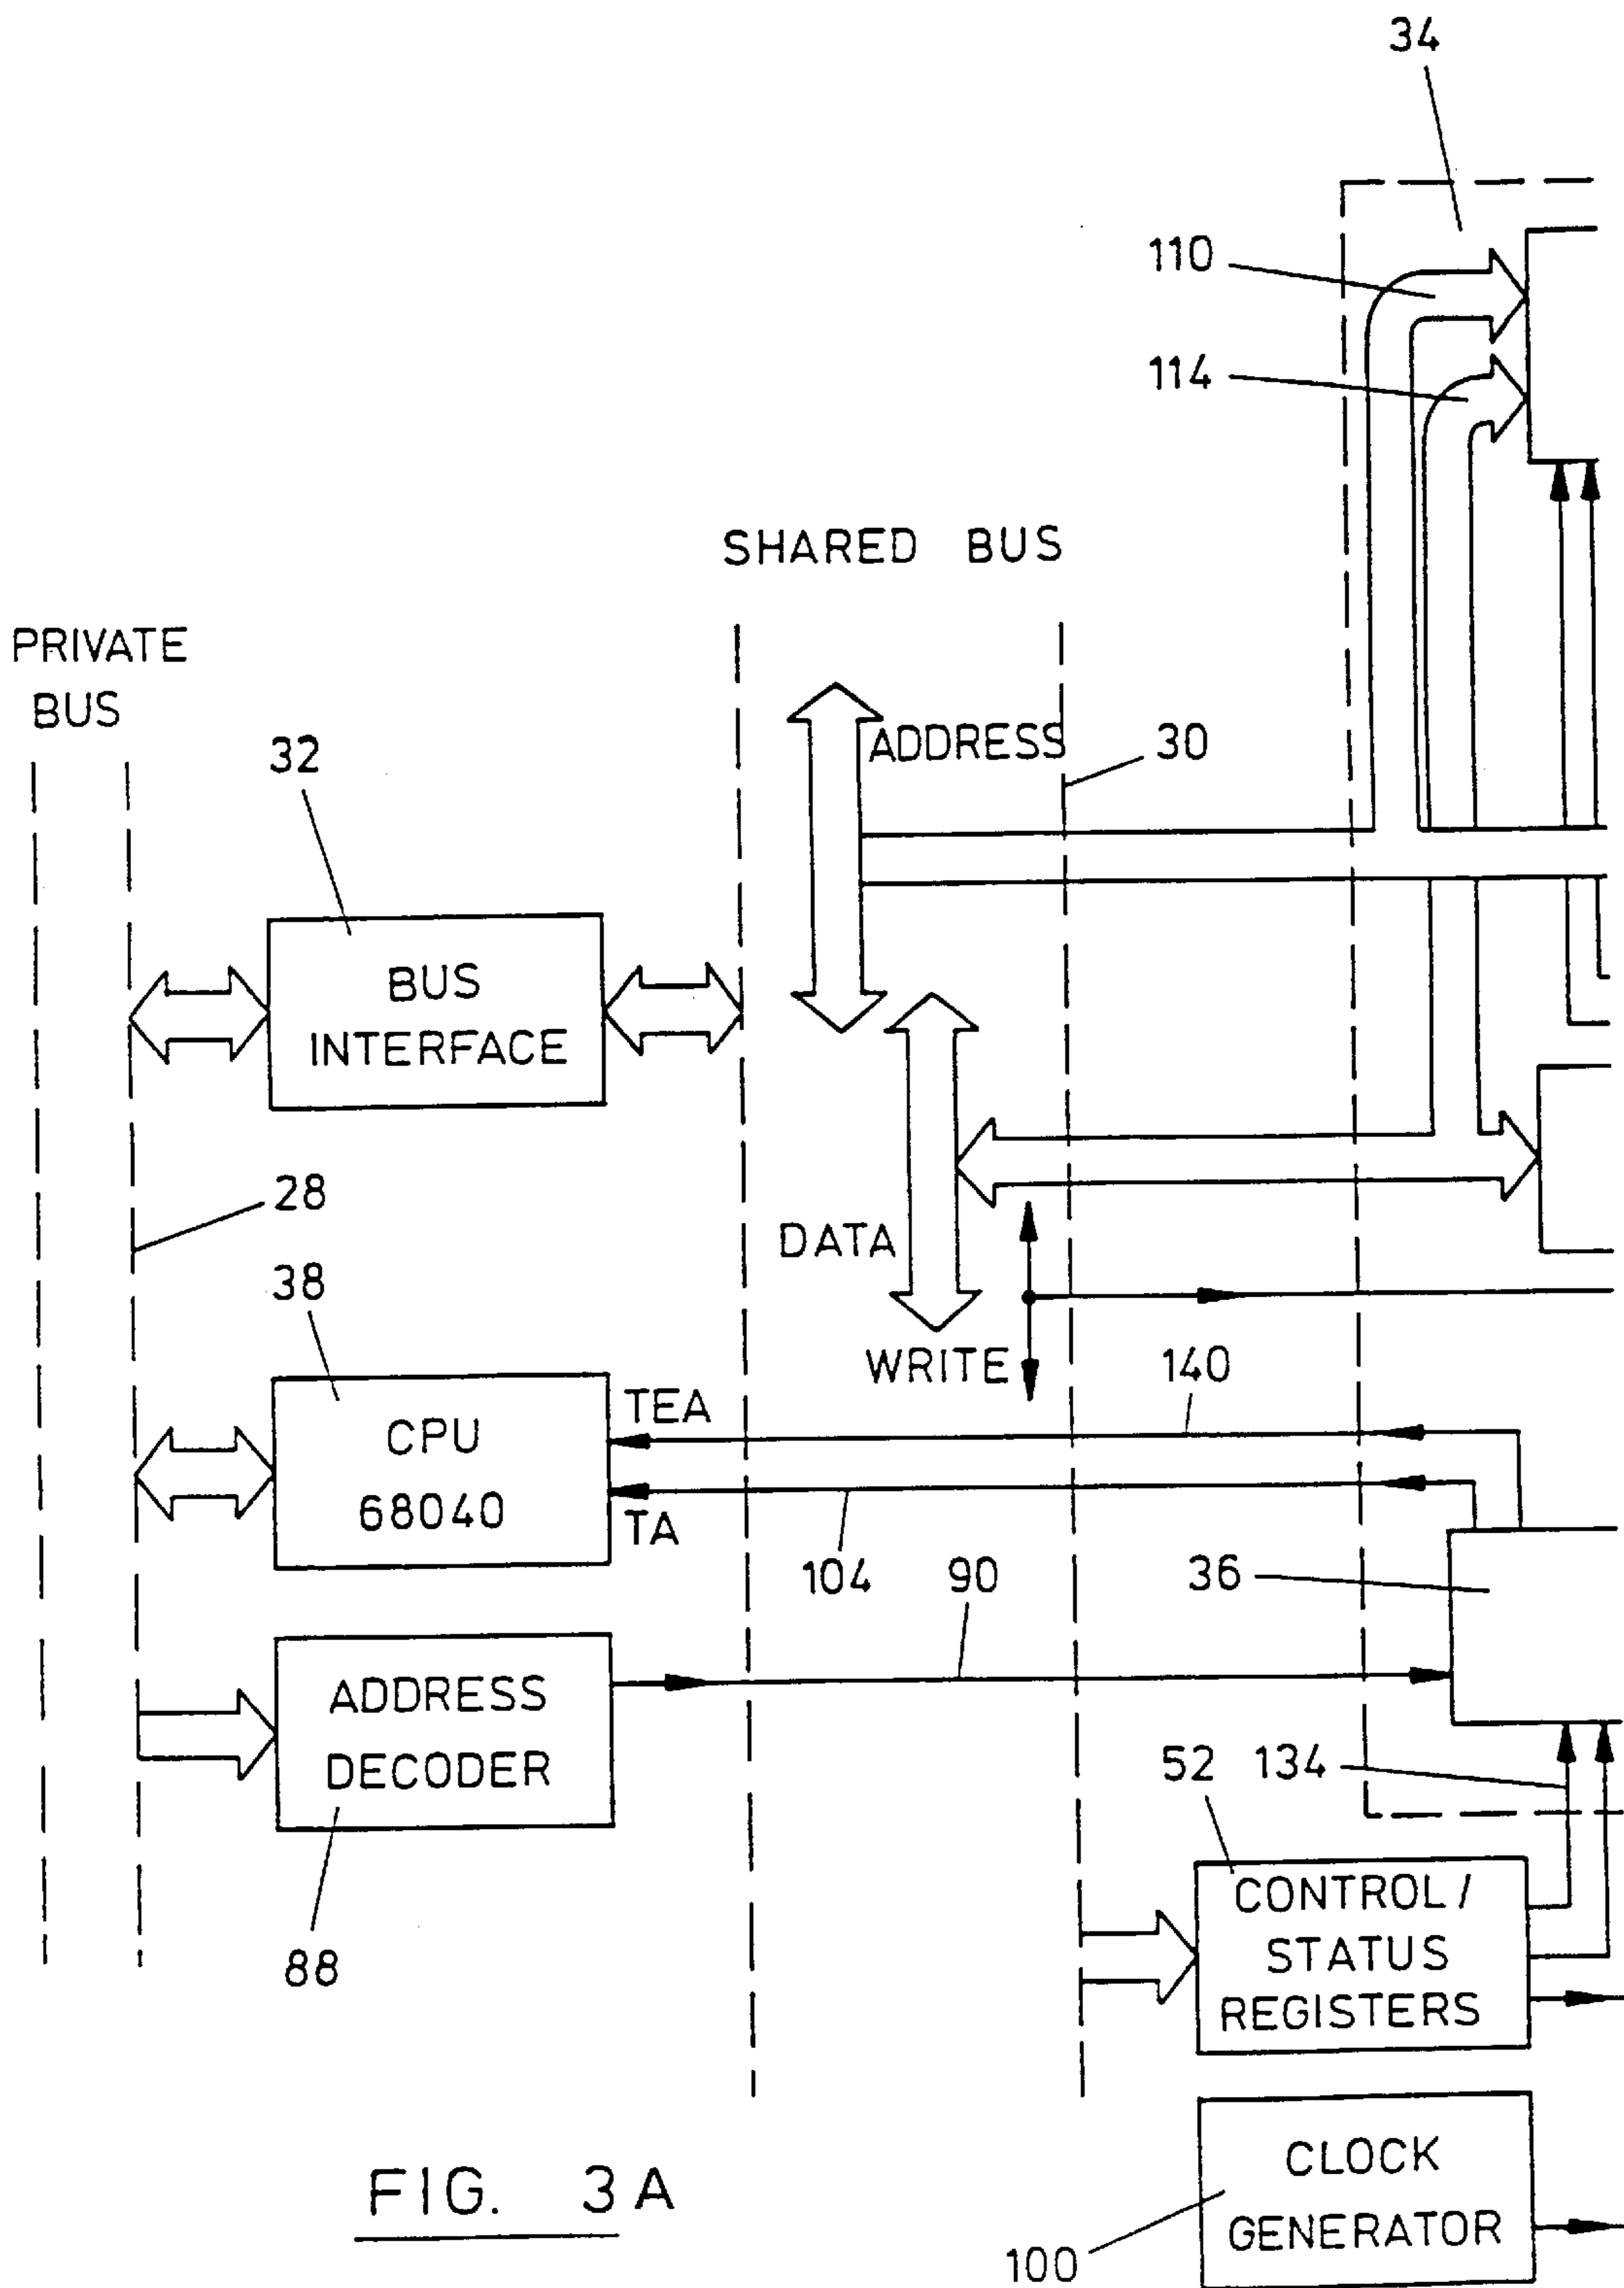 34
110
114
SHARED BUS
PRIVATE
BUS
ADDRESS
30
32
BUS
INTERFACE
28
DATA
38
WRITE
140
TEA
CPU
68040
TA
104
90
36
ADDRESS
DECODER
52
134
CONTROL/
STATUS
REGISTERS
88
CLOCK
GENERATOR
100
FIG. 3A